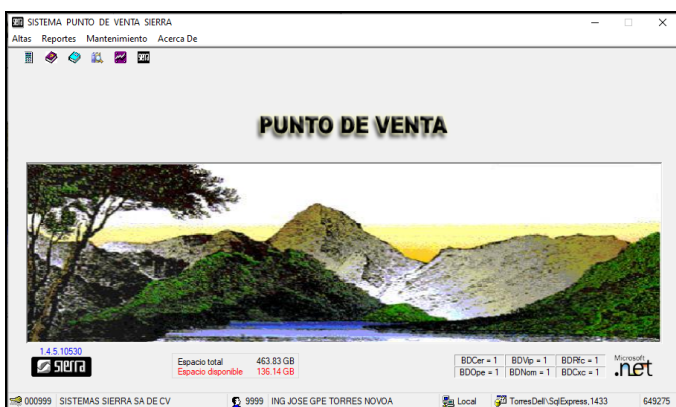 SISTEMA PUNTO DE VENTA SIERRA
Altas Reportes Mantenimiento Acerca De
PUNTO DE VENTA
1.4.5.10530
sierra
Espacio total 463.83 GB
Espacio disponible 136.14 GB
BDCer = 1 BDVip = 1 BDRfc = 1
BDOpe = 1 BDNom = 1 BDCxc = 1
Microsoft
.net
000999 SISTEMAS SIERRA SA DE CV 9999 ING JOSE GPE TORRES NOVOA Local TorresDell\SqlExpress,1433 649275